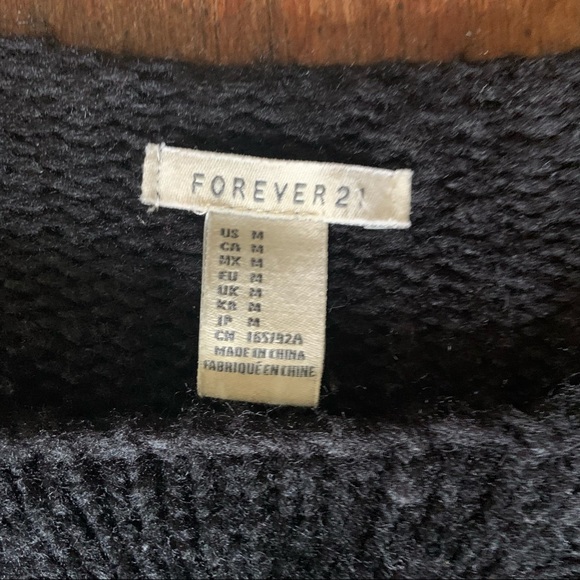 FOREVER 21
US M
CA M
MX M
EU M
UK M
KR M
JP M
CN 165/92A
MADE IN CHINA
FABRIQUÉ EN CHINE